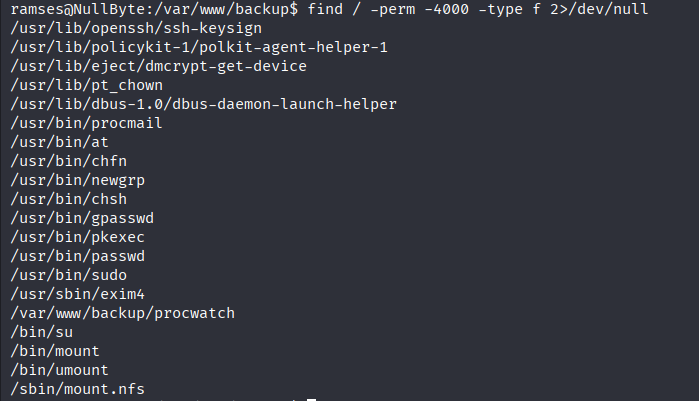 ramses@NullByte:/var/www/backup$ find / -perm -4000 -type f 2>/dev/null
/usr/lib/openssh/ssh-keysign
/usr/lib/policykit-1/polkit-agent-helper-1
/usr/lib/eject/dmcrypt-get-device
/usr/lib/pt_chown
/usr/lib/dbus-1.0/dbus-daemon-launch-helper
/usr/bin/procmail
/usr/bin/at
/usr/bin/chfn
/usr/bin/newgrp
/usr/bin/chsh
/usr/bin/gpasswd
/usr/bin/pkexec
/usr/bin/passwd
/usr/bin/sudo
/usr/sbin/exim4
/var/www/backup/procwatch
/bin/su
/bin/mount
/bin/umount
/sbin/mount.nfs